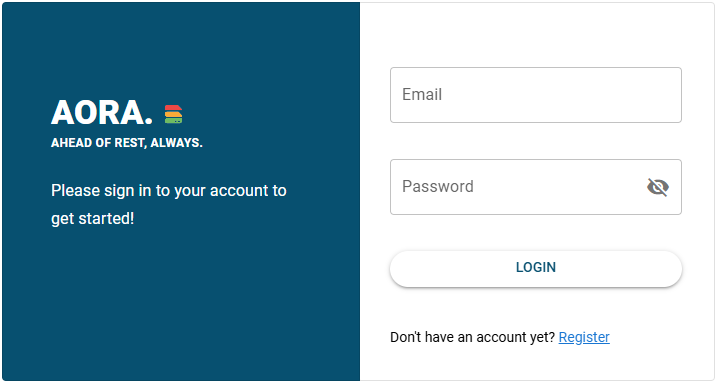 AORA.
AHEAD OF REST, ALWAYS.
Please sign in to your account to
get started!
Email
Password
LOGIN
Don't have an account yet? Register